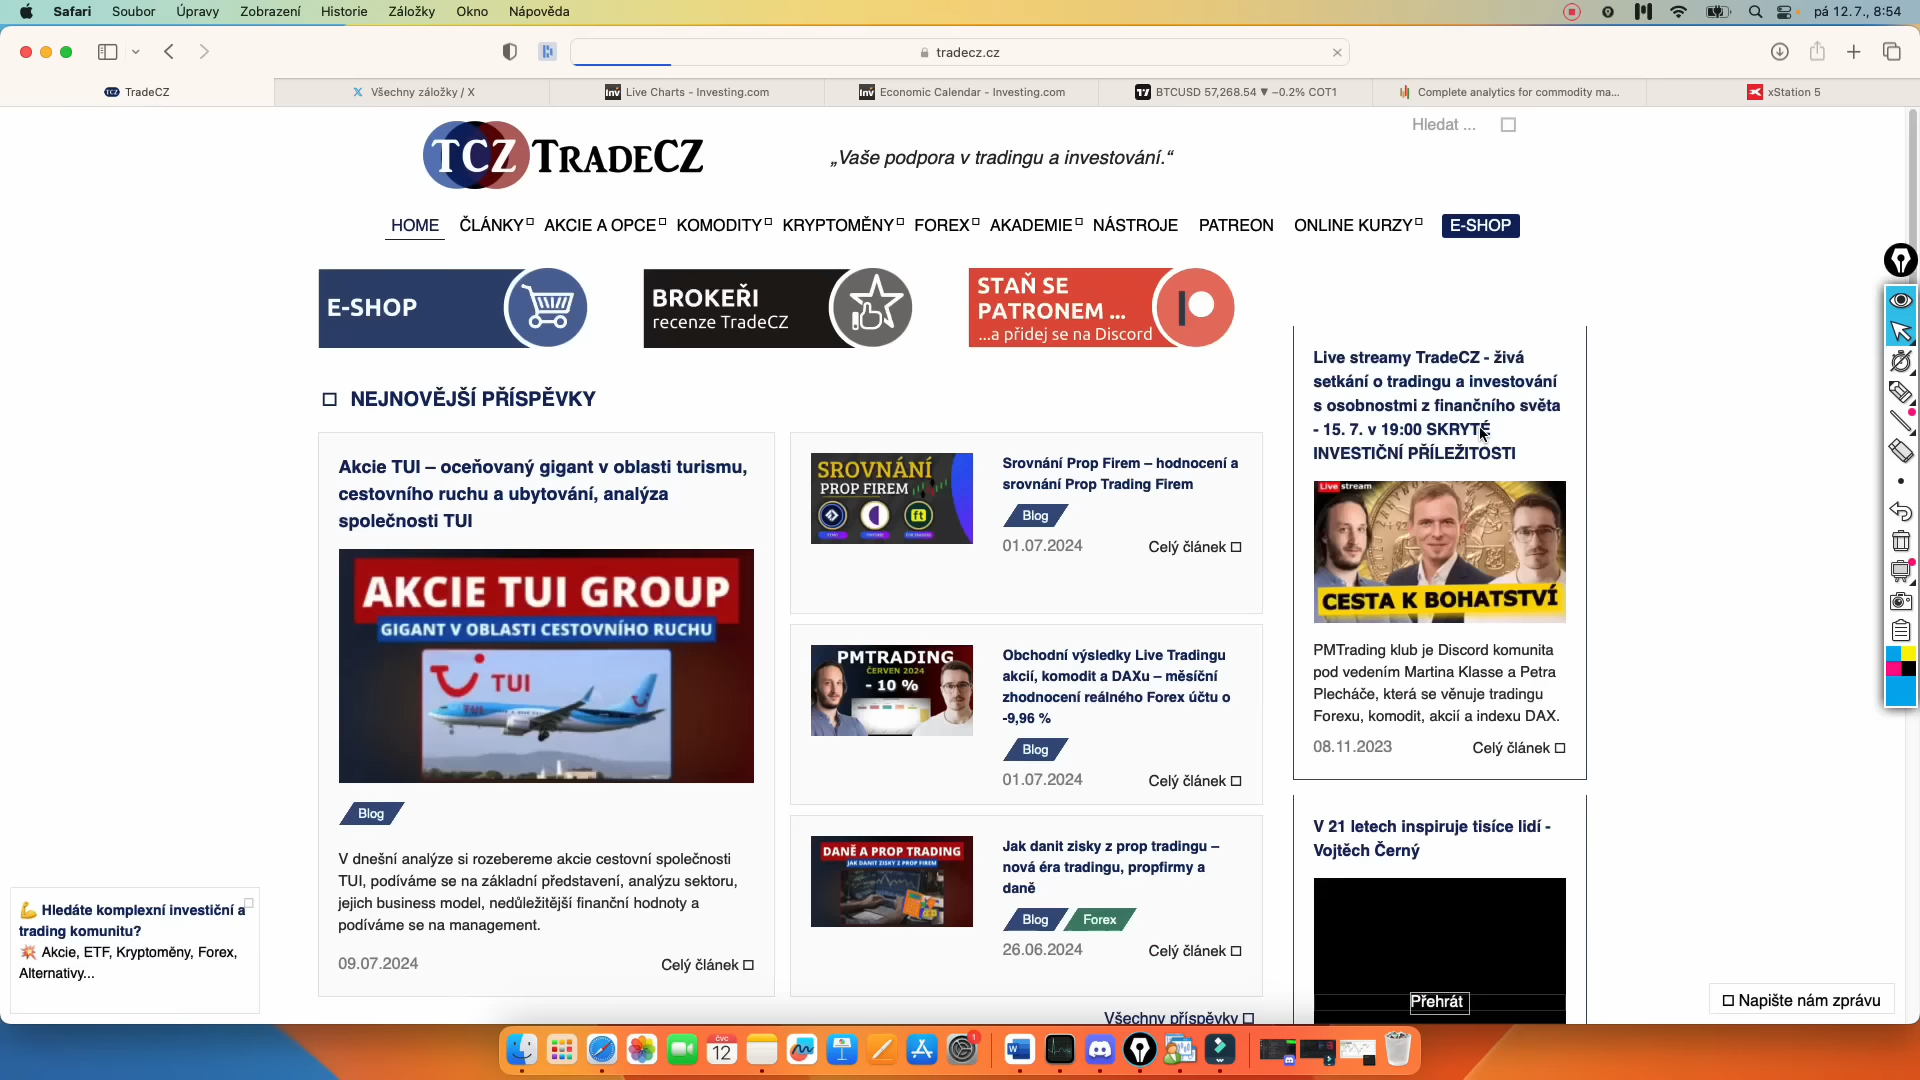 Safari Soubor Úpravy Zobrazení Historie Záložky Okno Nápověda
pá 12.7., 8:54
tradecz.cz
TradeCZ
Všechny záložky / X
Live Charts - Investing.com
Economic Calendar - Investing.com
BTCUSD 57,268.54 ▼ −0.2% COT1
Complete analytics for commodity ma...
xStation 5
TCZ TRADECZ
„Vaše podpora v tradingu a investování.“
Hledat ...
HOME ČLÁNKY AKCIE A OPCE KOMODITY KRYPTOMĚNY FOREX AKADEMIE NÁSTROJE PATREON ONLINE KURZY E-SHOP
E-SHOP
BROKEŘI
recenze TradeCZ
STAŇ SE
PATRONEM ...
...a přidej se na Discord
NEJNOVĚJŠÍ PŘÍSPĚVKY
Akcie TUI – oceňovaný gigant v oblasti turismu,
cestovního ruchu a ubytování, analýza
společnosti TUI
AKCIE TUI GROUP
GIGANT V OBLASTI CESTOVNÍHO RUCHU
TUI
Blog
V dnešní analýze si rozebereme akcie cestovní společnosti
TUI, podíváme se na základní představení, analýzu sektoru,
jejich business model, nedůležitější finanční hodnoty a
podíváme se na management.
09.07.2024
Celý článek
SROVNÁNÍ
PROP FIREM
Srovnání Prop Firem – hodnocení a
srovnání Prop Trading Firem
Blog
01.07.2024
Celý článek
PMTRADING
ČERVEN 2024
- 10 %
Obchodní výsledky Live Tradingu
akcií, komodit a DAXu – měsíční
zhodnocení reálného Forex účtu o
-9,96 %
Blog
01.07.2024
Celý článek
DANĚ A PROP TRADING
JAK DANIT ZISKY Z PROP FIREM
Jak danit zisky z prop tradingu –
nová éra tradingu, propfirmy a
daně
Blog
Forex
26.06.2024
Celý článek
Všechny příspěvky
Live streamy TradeCZ - živá
setkání o tradingu a investování
s osobnostmi z finančního světa
- 15. 7. v 19:00 SKRYTÉ
INVESTIČNÍ PŘÍLEŽITOSTI
Live stream
CESTA K BOHATSTVÍ
PMTrading klub je Discord komunita
pod vedením Martina Klasse a Petra
Plecháče, která se věnuje tradingu
Forexu, komodit, akcií a indexu DAX.
08.11.2023
Celý článek
V 21 letech inspiruje tisíce lidí -
Vojtěch Černý
Přehrát
Hledáte komplexní investiční a
trading komunitu?
Akcie, ETF, Kryptoměny, Forex,
Alternativy...
Napište nám zprávu
ČVC
12
1